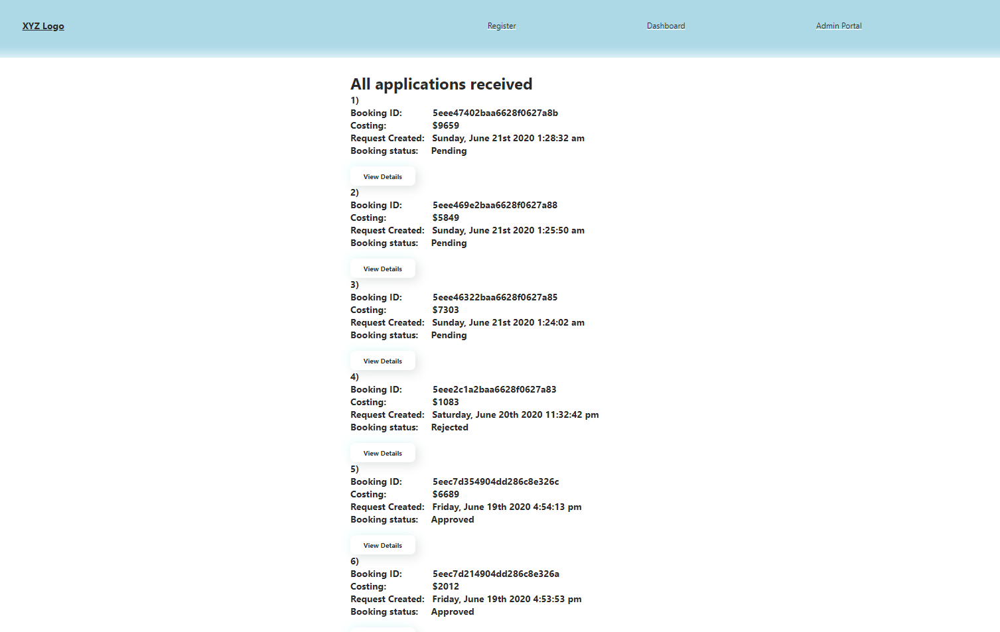 XYZ Logo Register Dashboard Admin Portal
All applications received
1)
Booking ID: 5eee47402baa6628f0627a8b
Costing: $9659
Request Created: Sunday, June 21st 2020 1:28:32 am
Booking status: Pending
View Details
2)
Booking ID: 5eee469e2baa6628f0627a88
Costing: $5849
Request Created: Sunday, June 21st 2020 1:25:50 am
Booking status: Pending
View Details
3)
Booking ID: 5eee46322baa6628f0627a85
Costing: $7303
Request Created: Sunday, June 21st 2020 1:24:02 am
Booking status: Pending
View Details
4)
Booking ID: 5eee2c1a2baa6628f0627a83
Costing: $1083
Request Created: Saturday, June 20th 2020 11:32:42 pm
Booking status: Rejected
View Details
5)
Booking ID: 5eec7d354904dd286c8e326c
Costing: $6689
Request Created: Friday, June 19th 2020 4:54:13 pm
Booking status: Approved
View Details
6)
Booking ID: 5eec7d214904dd286c8e326a
Costing: $2012
Request Created: Friday, June 19th 2020 4:53:53 pm
Booking status: Approved